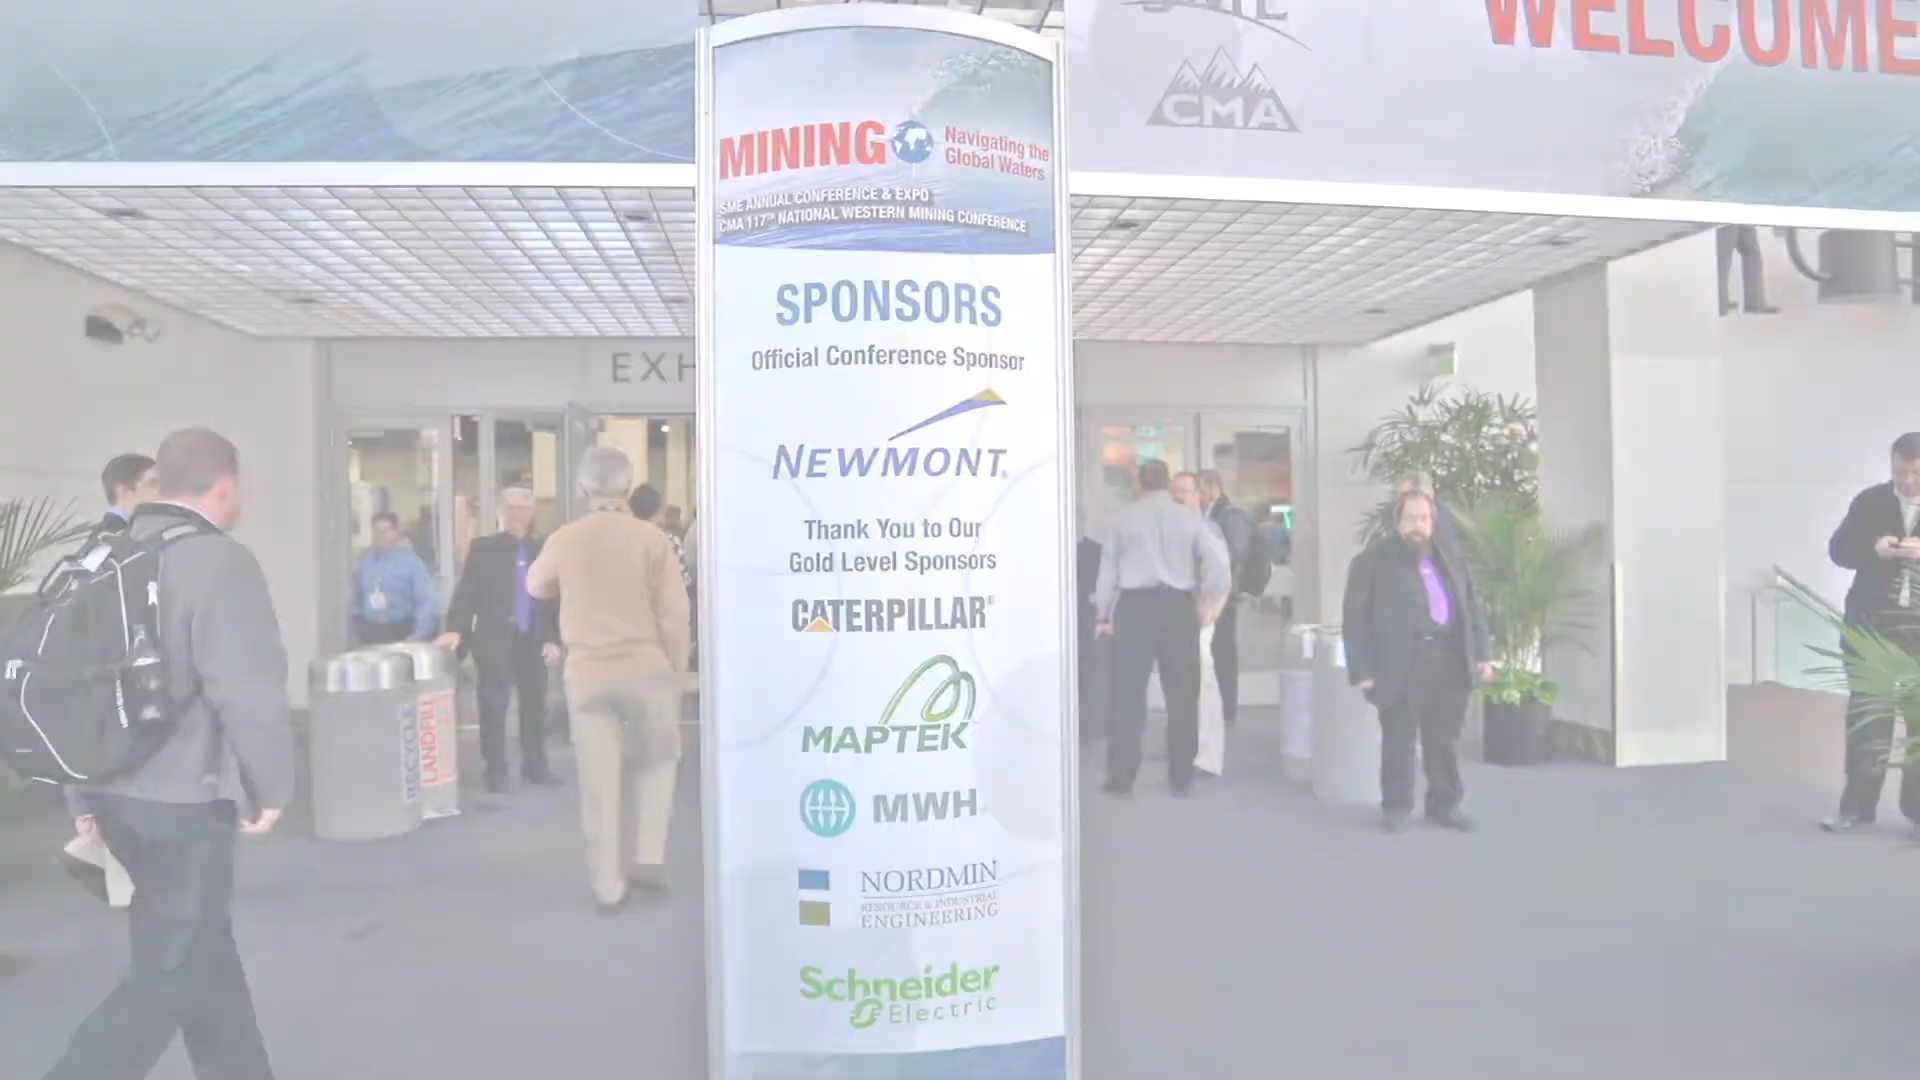 WELCOME
CMA
MINING
Navigating the
Global Waters
SME ANNUAL CONFERENCE & EXPO
CMA 117TH NATIONAL WESTERN MINING CONFERENCE
SPONSORS
Official Conference Sponsor
NEWMONT
Thank You to Our
Gold Level Sponsors
CATERPILLAR®
MAPTEK
MWH
NORDMIN
RESOURCE & INDUSTRIAL
ENGINEERING
Schneider
Electric
EXH
RECYCLE
LANDFILL